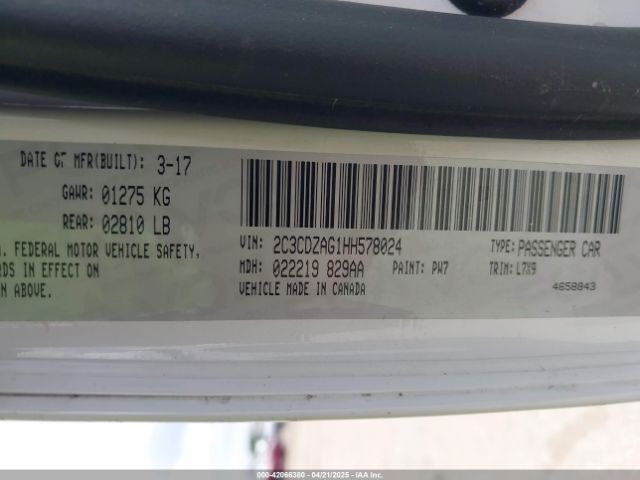 DATE OF MFR(BUILT): 3-17
GAWR: 01275 KG
REAR: 02810 LB
FEDERAL MOTOR VEHICLE SAFETY,
RDS IN EFFECT ON
N ABOVE.
VIN: 2C3CDZAG1HH578024 TYPE: PASSENGER CAR
MDH: 022219 829AA PAINT: PW7 TRIM: L7X9
VEHICLE MADE IN CANADA 4658843
000-42066380 - 04/21/2025 - IAA Inc.